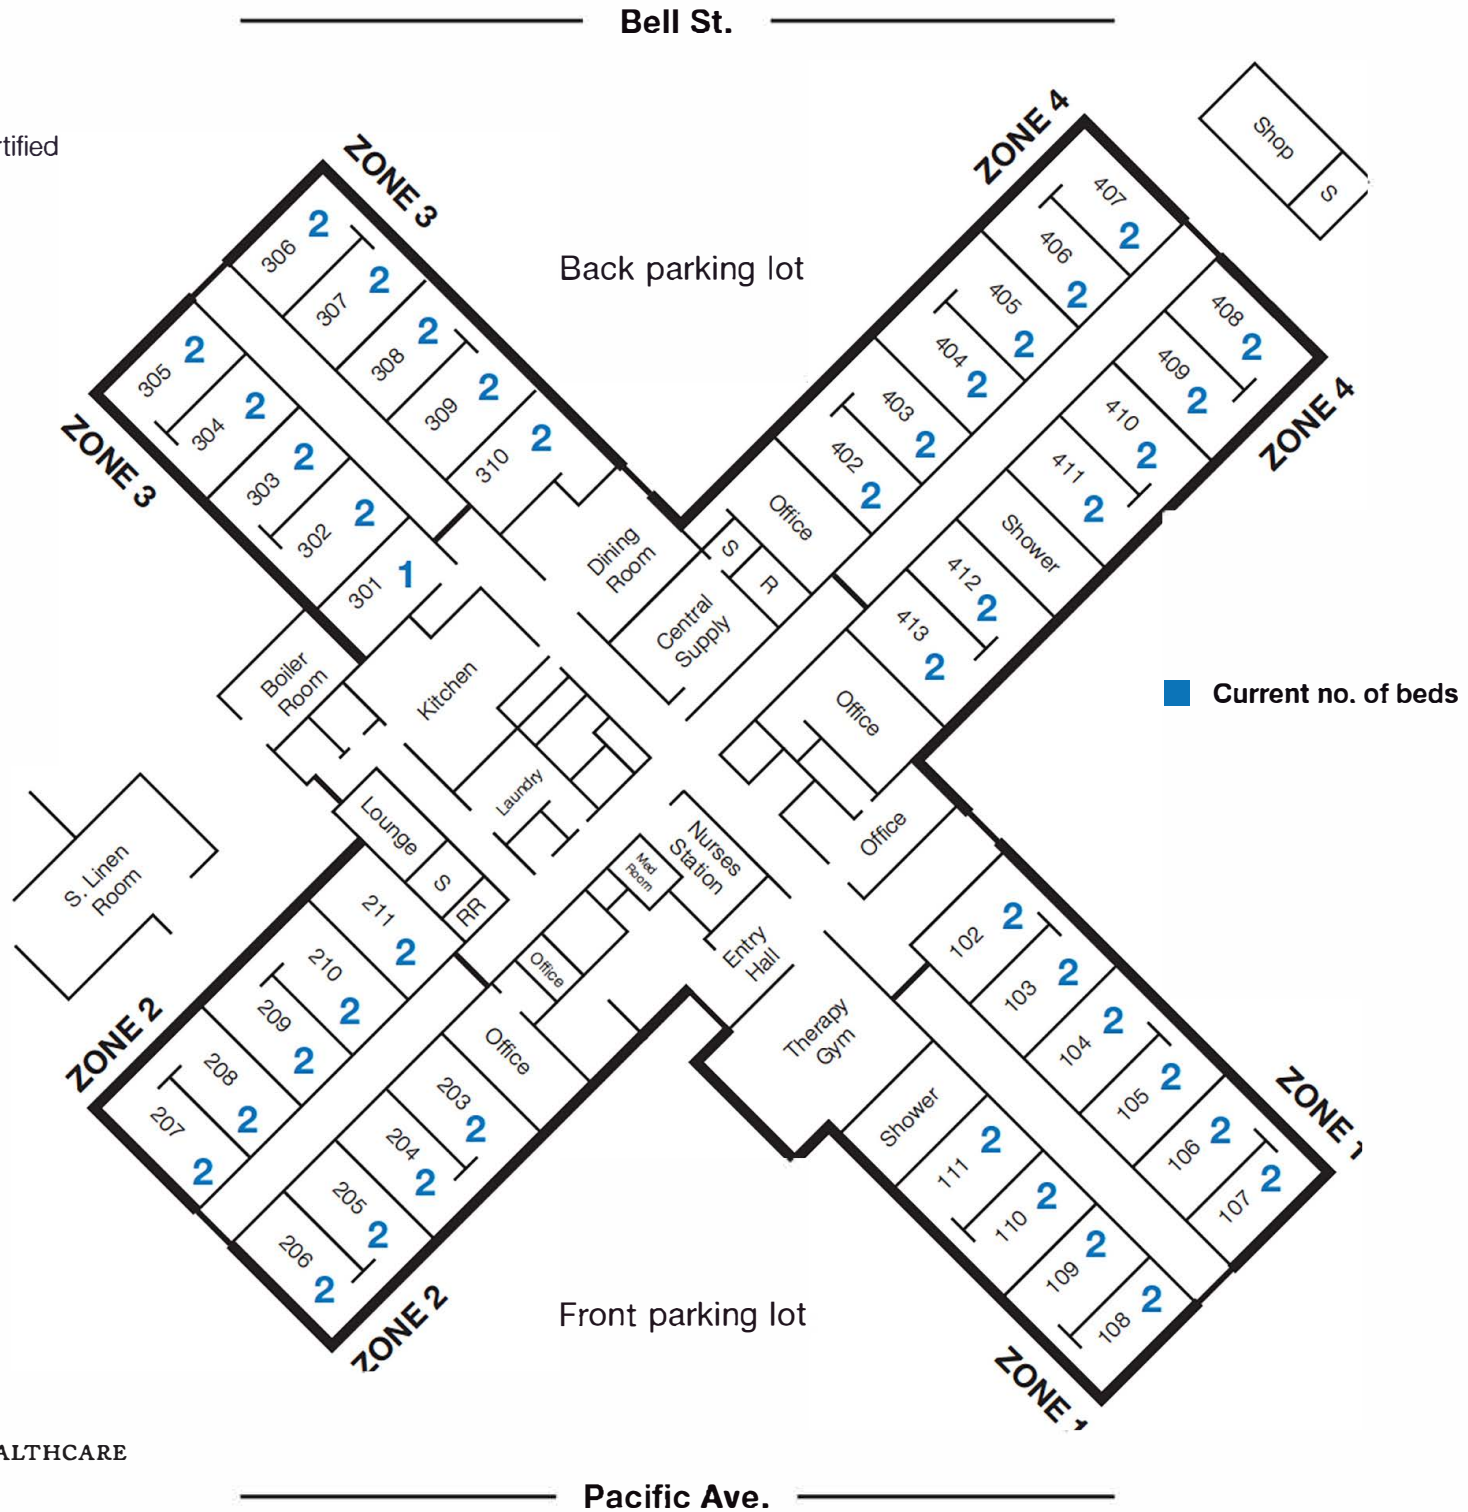 Bell St.
tified
ZONE 3
ZONE 4
Shop
S
Back parking lot
306 2
307 2
308 2
309 2
310 2
305 2
304 2
303 2
302 2
301 1
ZONE 3
407 2
406 2
405 2
404 2
403 2
402 2
Office
S
R
408 2
409 2
410 2
411 2
Shower
412 2
413 2
Office
ZONE 4
Dining
Room
Central
Supply
Boiler
Room
Kitchen
Laundry
Current no. of beds
Lounge
S
RR
S. Linen
Room
Nurses
Station
Med
Room
Office
Entry
Hall
Office
Therapy
Gym
ZONE 2
211 2
210 2
209 2
208 2
207 2
Office
203 2
204 2
205 2
206 2
ZONE 2
102 2
103 2
104 2
105 2
106 2
107 2
ZONE 1
Shower
111 2
110 2
109 2
108 2
ZONE 1
Front parking lot
ALTHCARE
Pacific Ave.